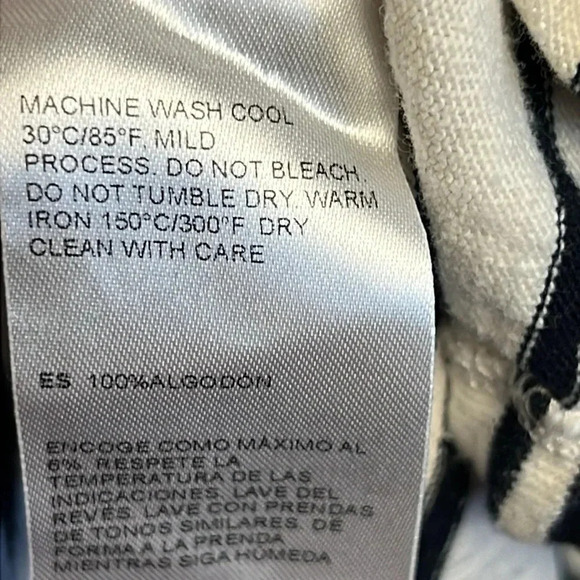 MACHINE WASH COOL
30°C/85°F, MILD
PROCESS. DO NOT BLEACH.
DO NOT TUMBLE DRY. WARM
IRON 150°C/300°F. DRY
CLEAN WITH CARE
ES 100%ALGODÓN
ENCOGE COMO MÁXIMO AL
6% RESPETE LA
TEMPERATURA DE LAS
INDICACIONES. LAVE DEL
REVÉS. LAVE CON PRENDAS
DE TONOS SIMILARES. DE
FORMA A LA PRENDA
MIENTRAS SIGA HÚMEDA